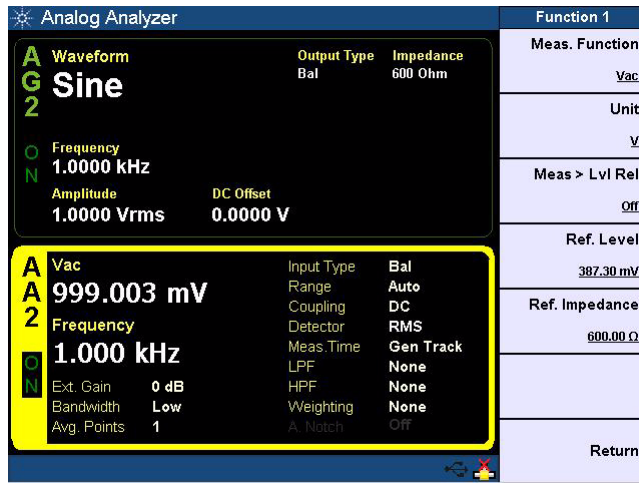 Analog Analyzer
AG2
ON
Waveform
Sine
Output Type Impedance
Bal 600 Ohm
Frequency
1.0000 kHz
Amplitude DC Offset
1.0000 Vrms 0.0000 V
AA2
ON
Vac
999.003 mV
Frequency
1.000 kHz
Ext. Gain 0 dB
Bandwidth Low
Avg. Points 1
Input Type Bal
Range Auto
Coupling DC
Detector RMS
Meas.Time Gen Track
LPF None
HPF None
Weighting None
A. Notch Off
Function 1
Meas. Function
Vac
Unit
V
Meas > Lvl Rel
Off
Ref. Level
387.30 mV
Ref. Impedance
600.00 Ω
Return